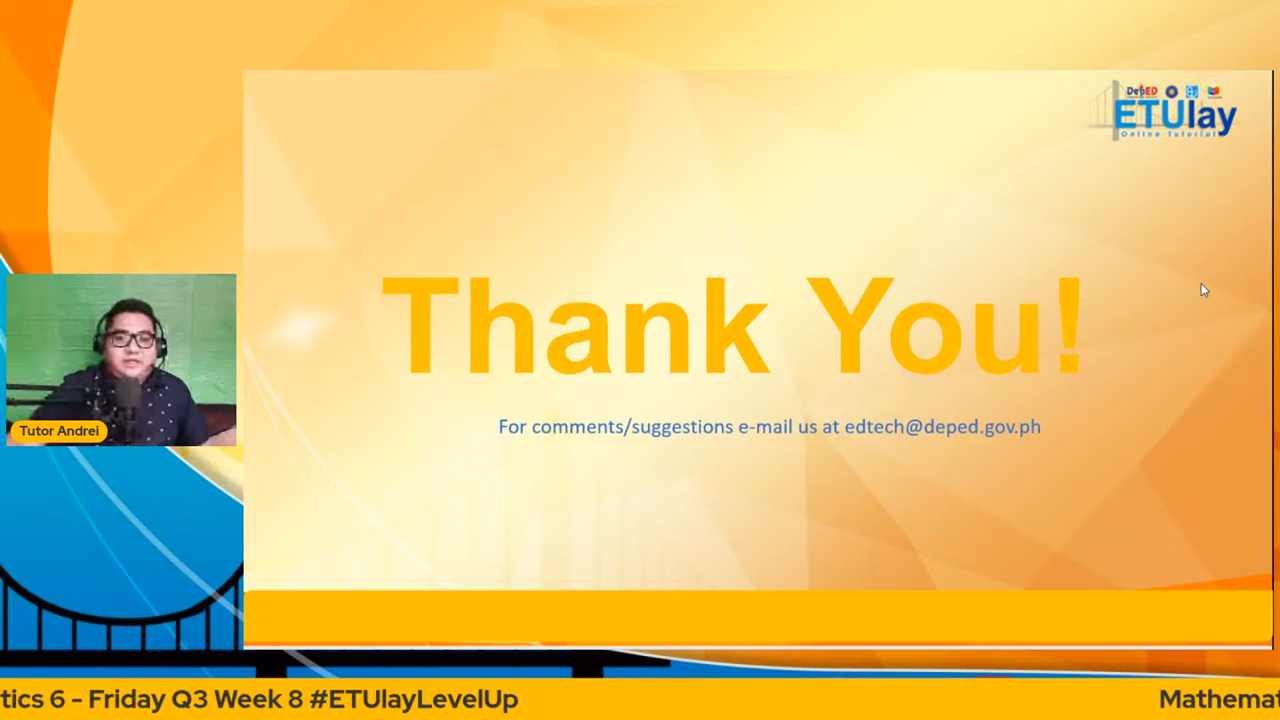 DepED
ETUlay
Online Tutorial
Thank You!
For comments/suggestions e-mail us at edtech@deped.gov.ph
Tutor Andrei
tics 6 - Friday Q3 Week 8 #ETUlayLevelUp
Mathemat